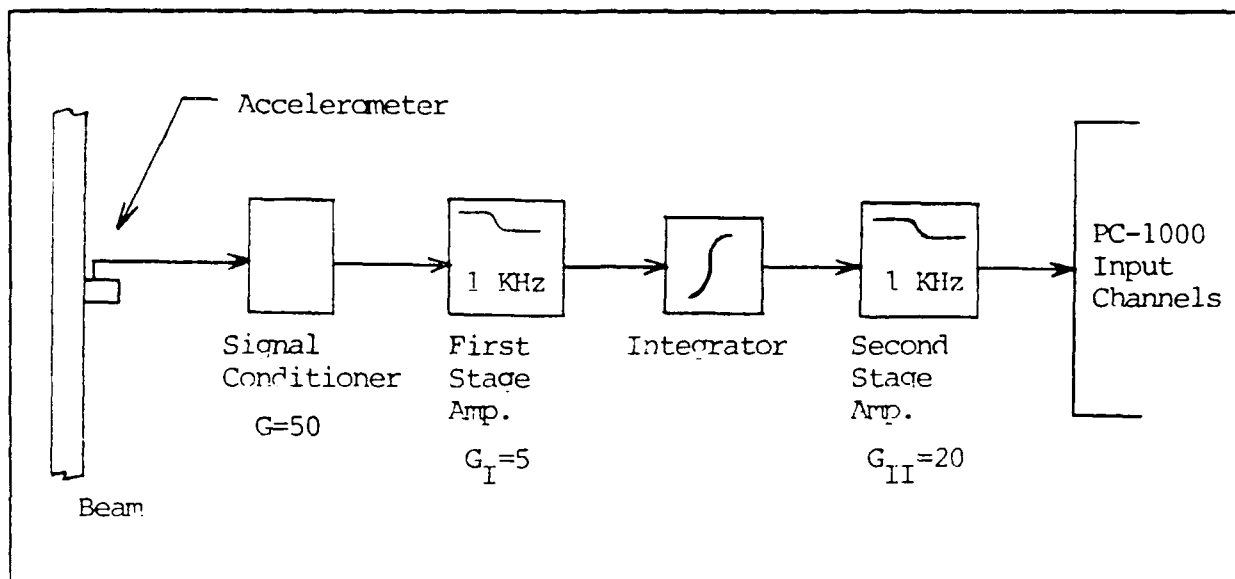 Accelerometer
PC-1000
Input
Channels
1 KHz
1 KHz
Signal
Conditioner
G=50
First
Stage
Amp.
G_I=5
Integrator
Second
Stage
Amp.
G_II=20
Beam